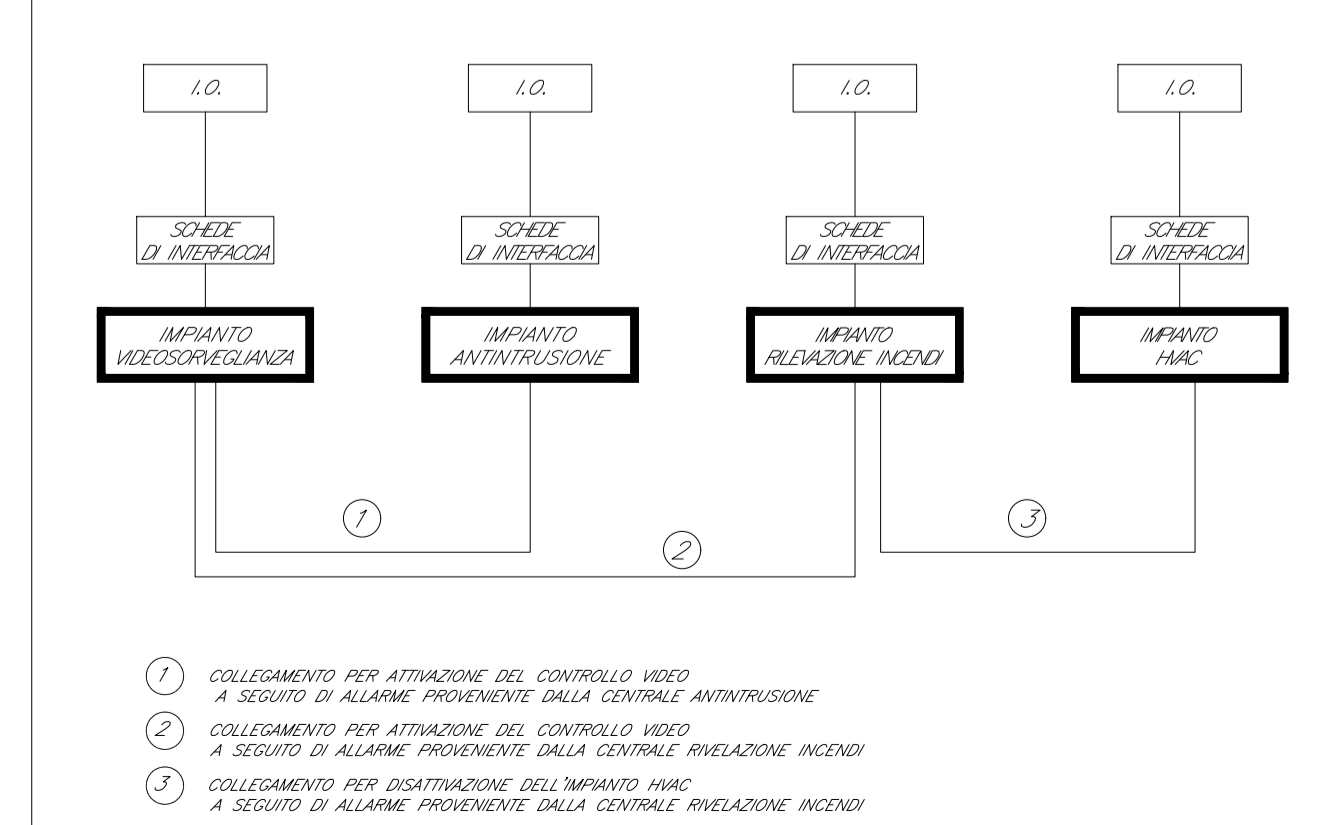 I.O.
I.O.
I.O.
I.O.
SCHEDE
DI INTERFACCIA
SCHEDE
DI INTERFACCIA
SCHEDE
DI INTERFACCIA
SCHEDE
DI INTERFACCIA
IMPIANTO
VIDEOSORVEGLIANZA
IMPIANTO
ANTINTRUSIONE
IMPIANTO
RILEVAZIONE INCENDI
IMPIANTO
HVAC
1
2
3
1 COLLEGAMENTO PER ATTIVAZIONE DEL CONTROLLO VIDEO
A SEGUITO DI ALLARME PROVENIENTE DALLA CENTRALE ANTINTRUSIONE
2 COLLEGAMENTO PER ATTIVAZIONE DEL CONTROLLO VIDEO
A SEGUITO DI ALLARME PROVENIENTE DALLA CENTRALE RIVELAZIONE INCENDI
3 COLLEGAMENTO PER DISATTIVAZIONE DELL'IMPIANTO HVAC
A SEGUITO DI ALLARME PROVENIENTE DALLA CENTRALE RIVELAZIONE INCENDI